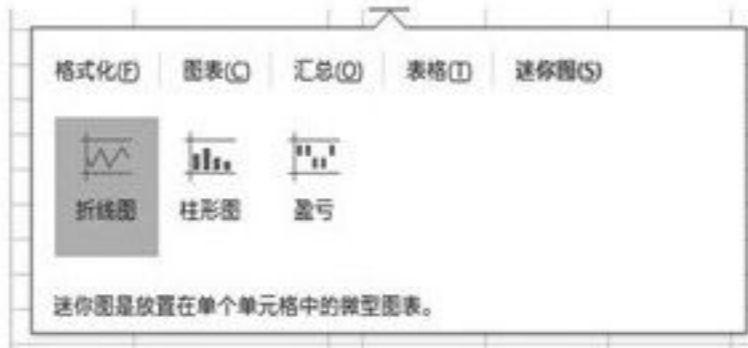 格式化(F) 图表(C) 汇总(O) 表格(T) 迷你图(S)
折线图 柱形图 盈亏
迷你图是放置在单个单元格中的微型图表。